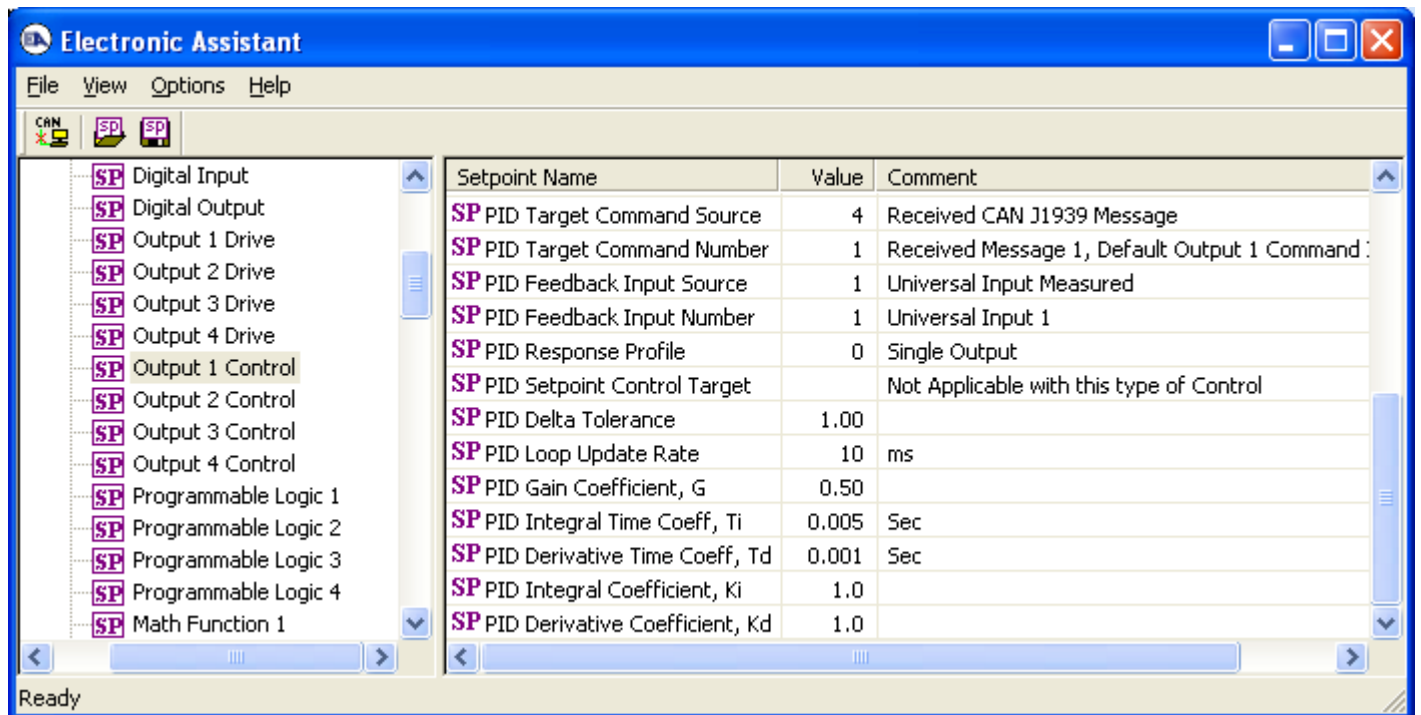 Electronic Assistant
File View Options Help
CAN SP SP
SP Digital Input
SP Digital Output
SP Output 1 Drive
SP Output 2 Drive
SP Output 3 Drive
SP Output 4 Drive
SP Output 1 Control
SP Output 2 Control
SP Output 3 Control
SP Output 4 Control
SP Programmable Logic 1
SP Programmable Logic 2
SP Programmable Logic 3
SP Programmable Logic 4
SP Math Function 1
Setpoint Name Value Comment
SP PID Target Command Source 4 Received CAN J1939 Message
SP PID Target Command Number 1 Received Message 1, Default Output 1 Command
SP PID Feedback Input Source 1 Universal Input Measured
SP PID Feedback Input Number 1 Universal Input 1
SP PID Response Profile 0 Single Output
SP PID Setpoint Control Target Not Applicable with this type of Control
SP PID Delta Tolerance 1.00
SP PID Loop Update Rate 10 ms
SP PID Gain Coefficient, G 0.50
SP PID Integral Time Coeff, Ti 0.005 Sec
SP PID Derivative Time Coeff, Td 0.001 Sec
SP PID Integral Coefficient, Ki 1.0
SP PID Derivative Coefficient, Kd 1.0
Ready